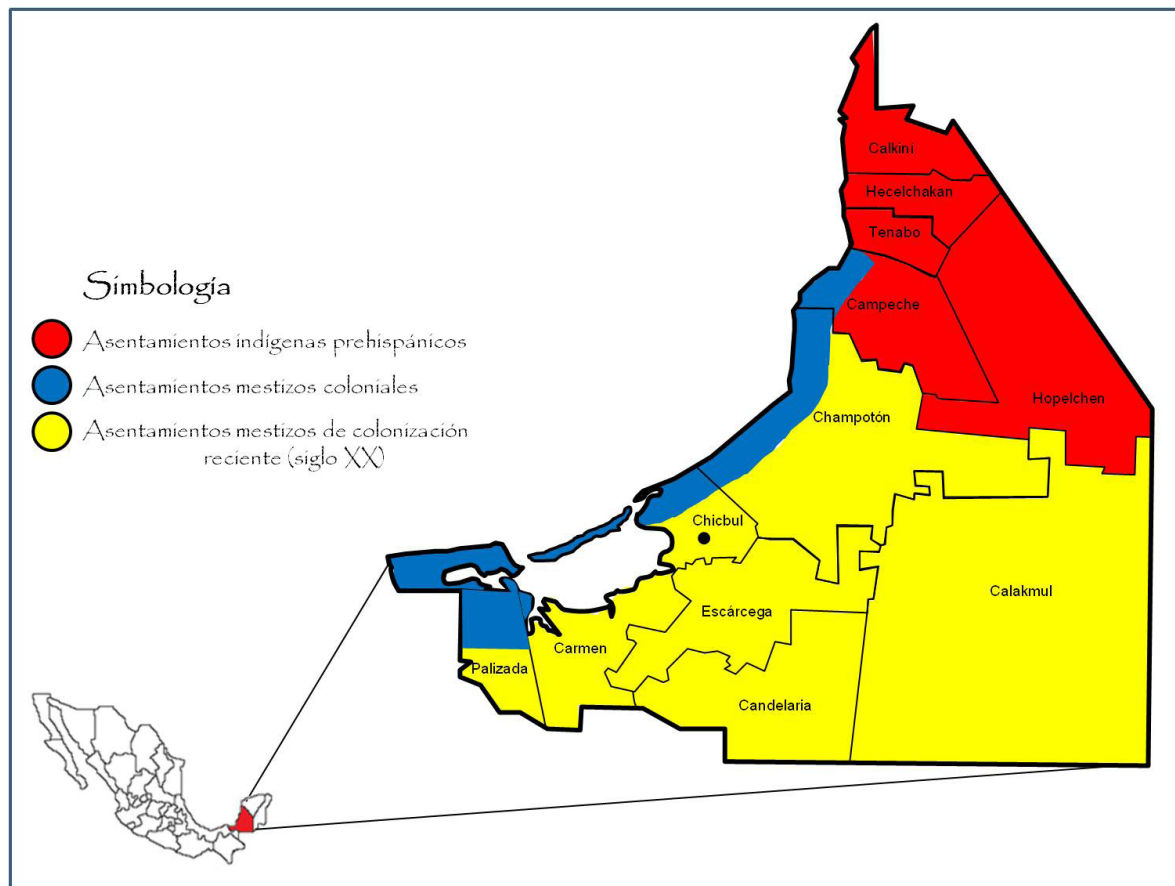 Simbología
Asentamientos indígenas prehispánicos
Asentamientos mestizos coloniales
Asentamientos mestizos de colonización
reciente (siglo XX)
Calkiní
Hecelchakan
Tenabo
Campeche
Hopelchen
Champotón
Chicbul
Calakmul
Escárcega
Carmen
Palizada
Candelaria